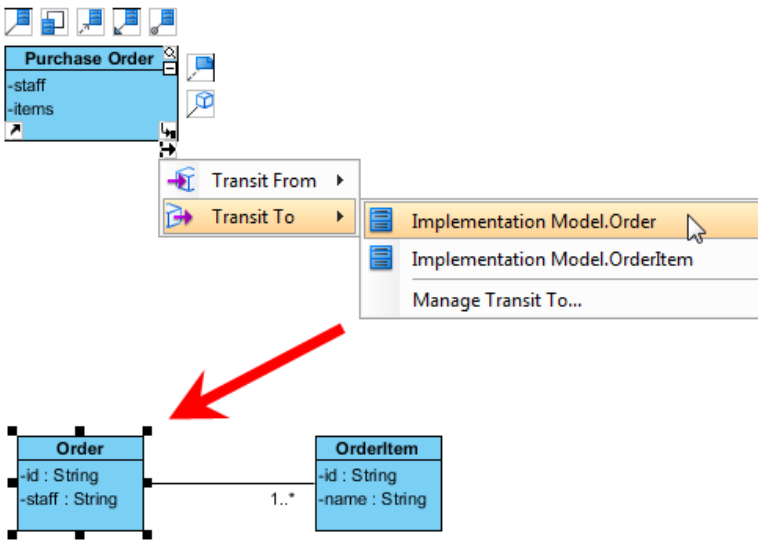 Purchase Order
-staff
-items
Transit From
Transit To
Implementation Model.Order
Implementation Model.OrderItem
Manage Transit To...
Order
-id : String
-staff : String
1..*
OrderItem
-id : String
-name : String